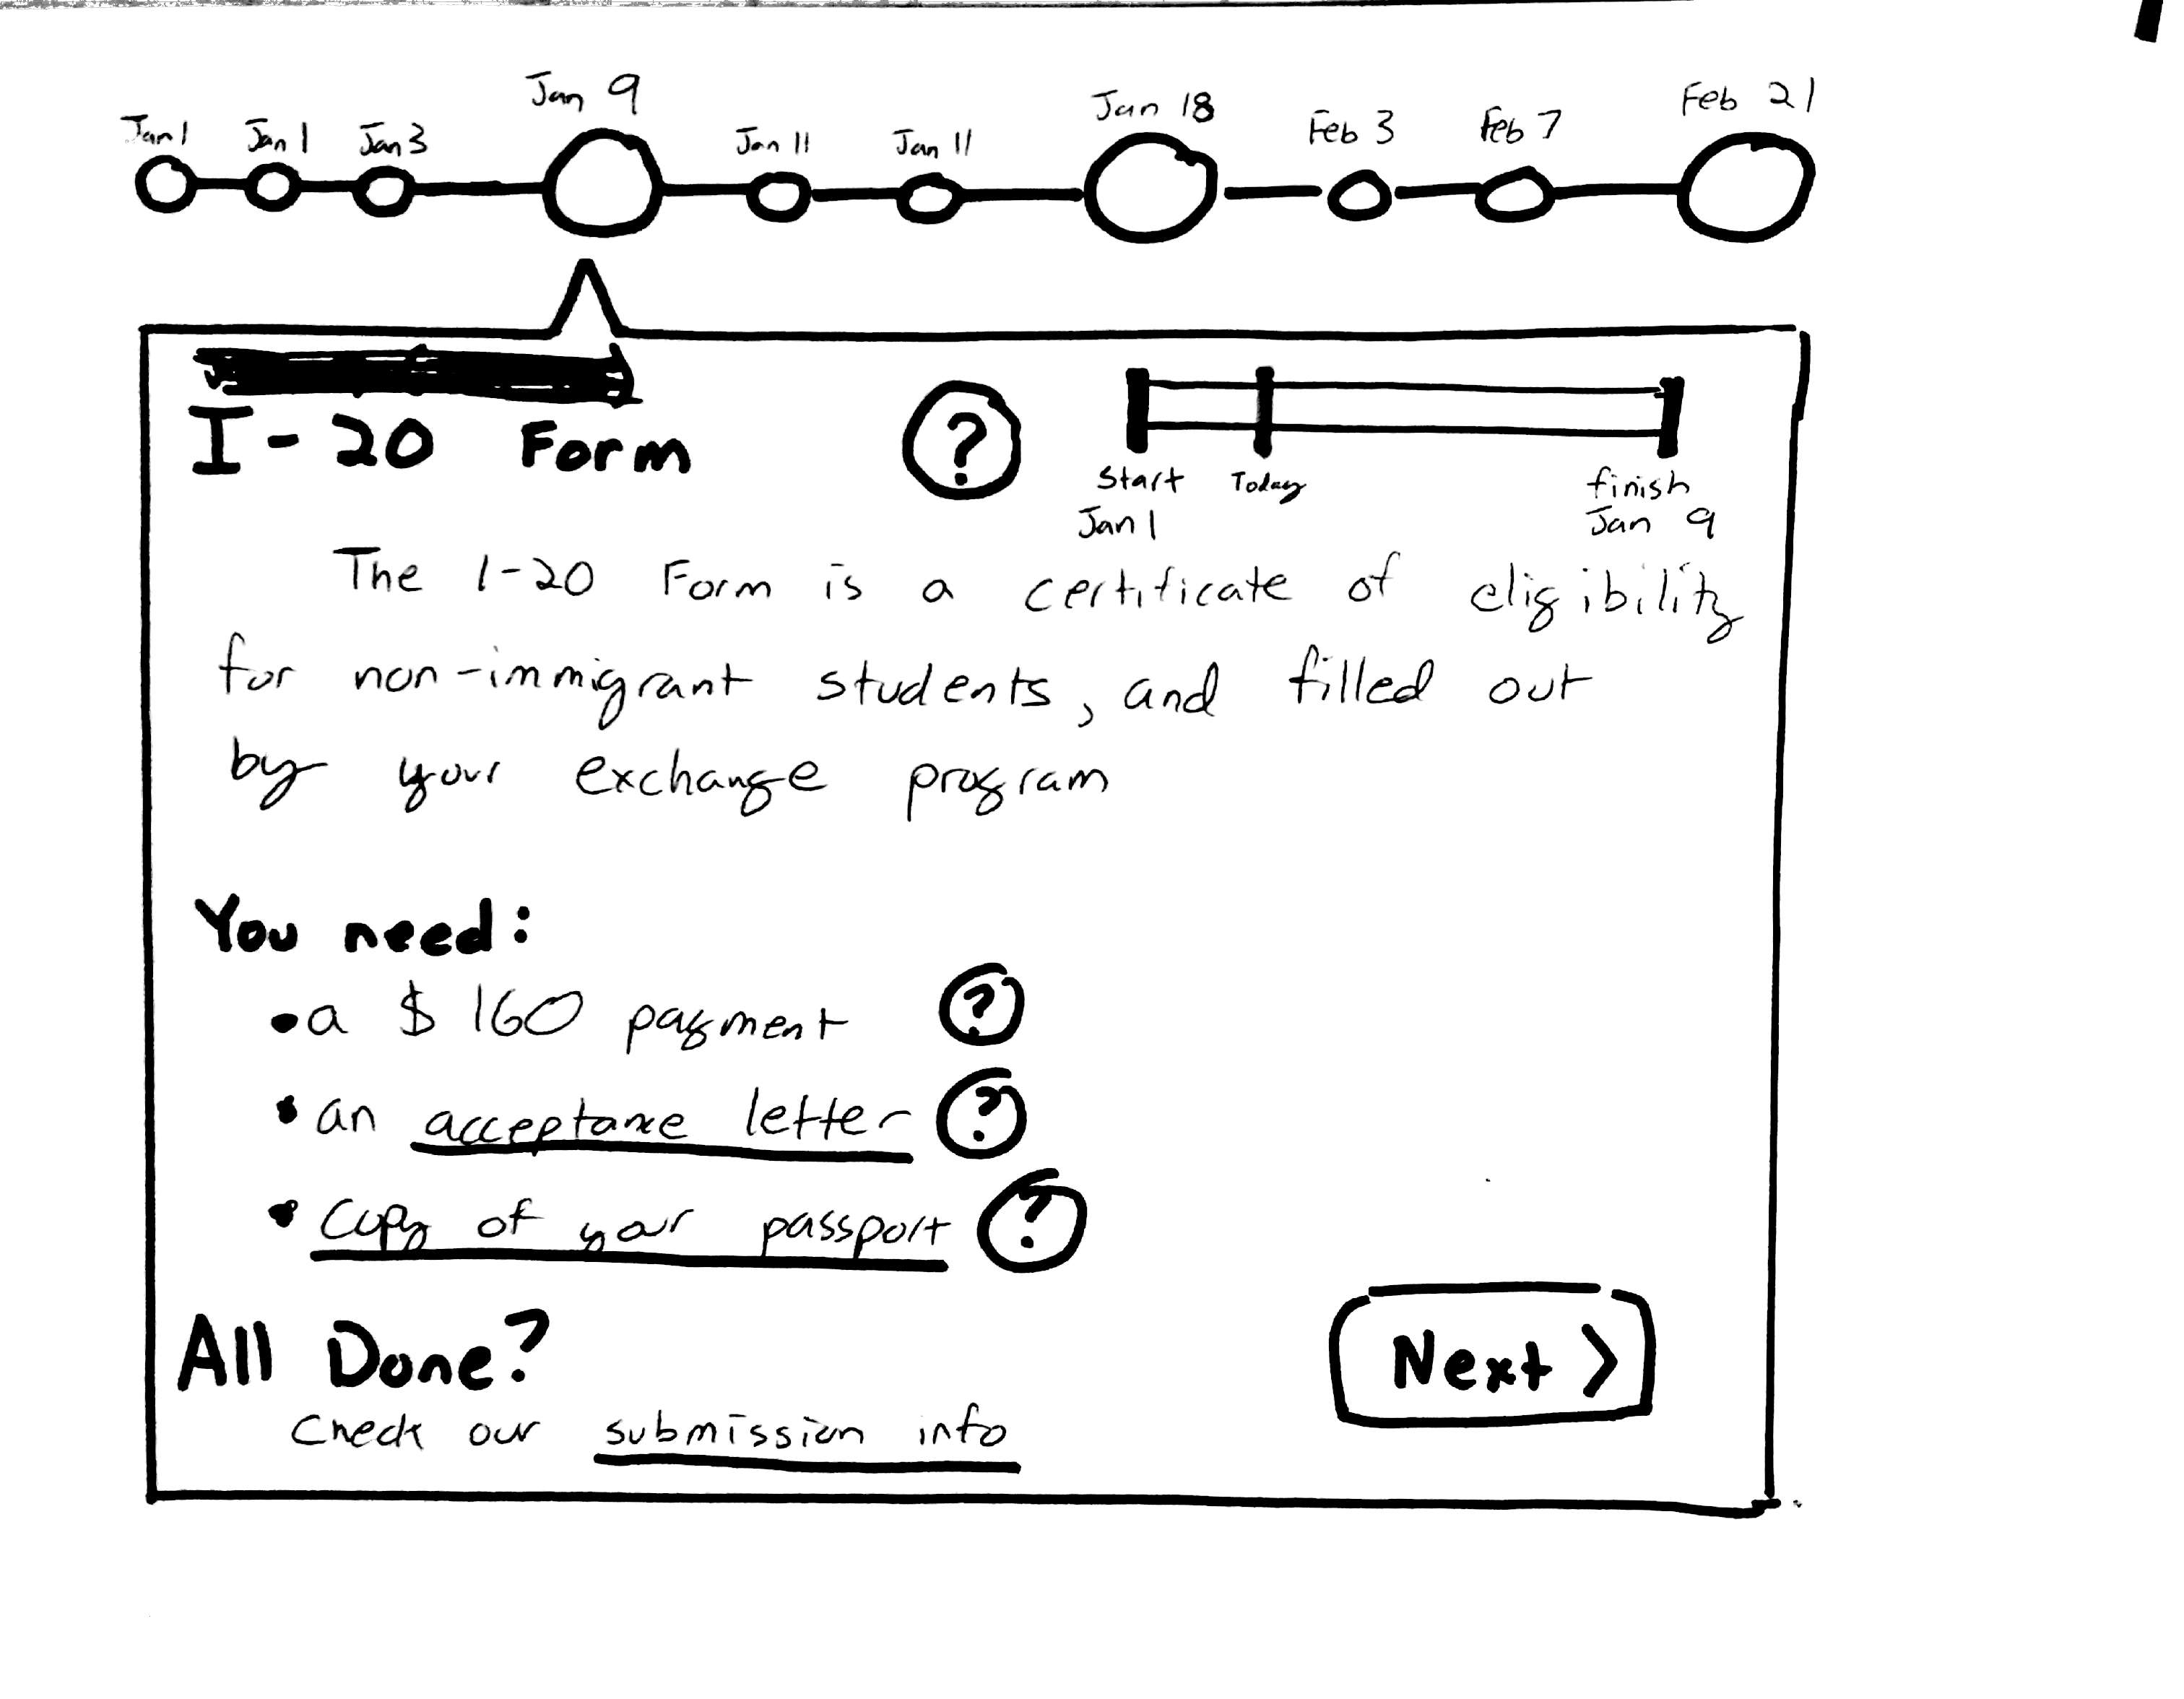 Jan 1 Jan 1 Jan 3 Jan 9 Jan 11 Jan 11 Jan 18 Feb 3 Feb 7 Feb 21
I-20 Form ?
Start Today finish
Jan 1 Jan 9
The I-20 Form is a certificate of eligibility
for non-immigrant students, and filled out
by your exchange program
You need:
• a $160 payment ?
• an acceptance letter ?
• copy of your passport ?
All Done?
Next >
Check our submission info